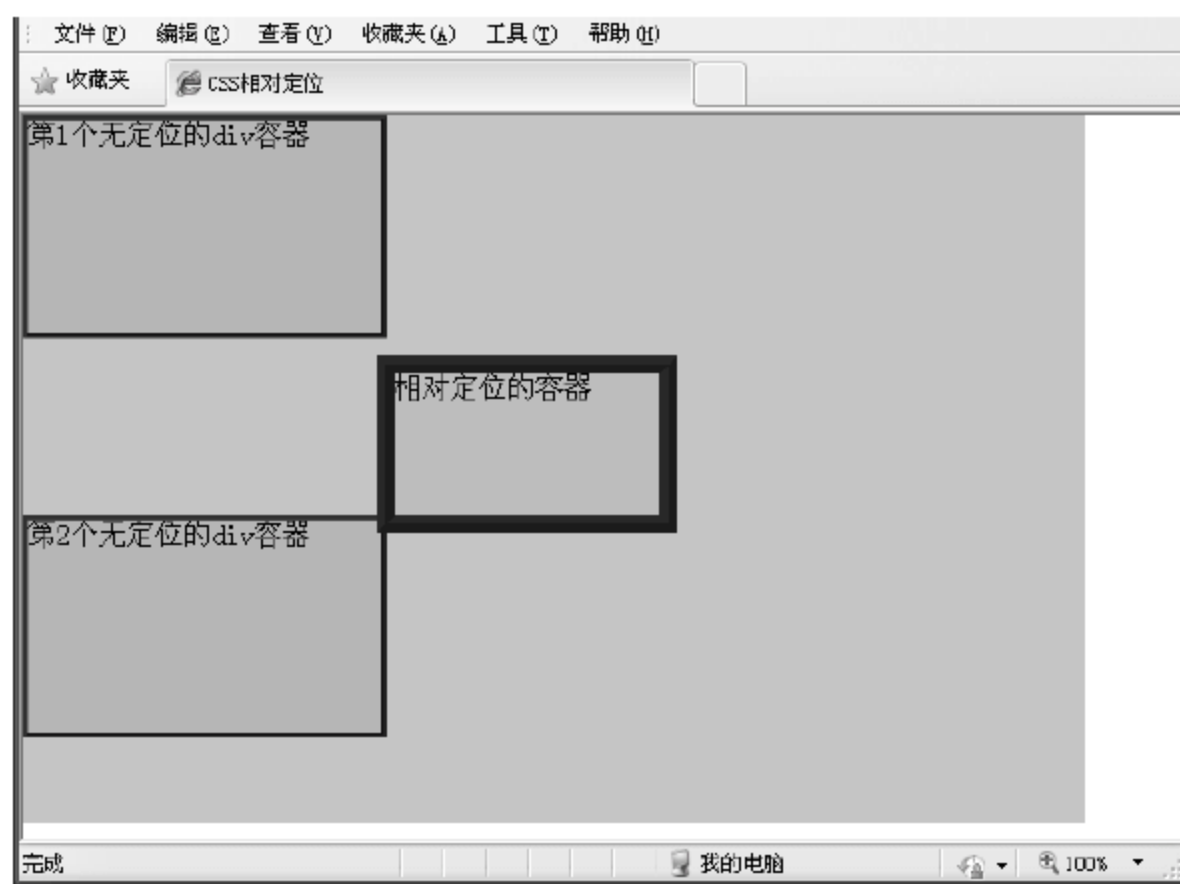 文件(F) 编辑(E) 查看(V) 收藏夹(A) 工具(T) 帮助(H)
收藏夹 CSS相对定位
第1个无定位的div容器
相对定位的容器
第2个无定位的div容器
完成 我的电脑 100%